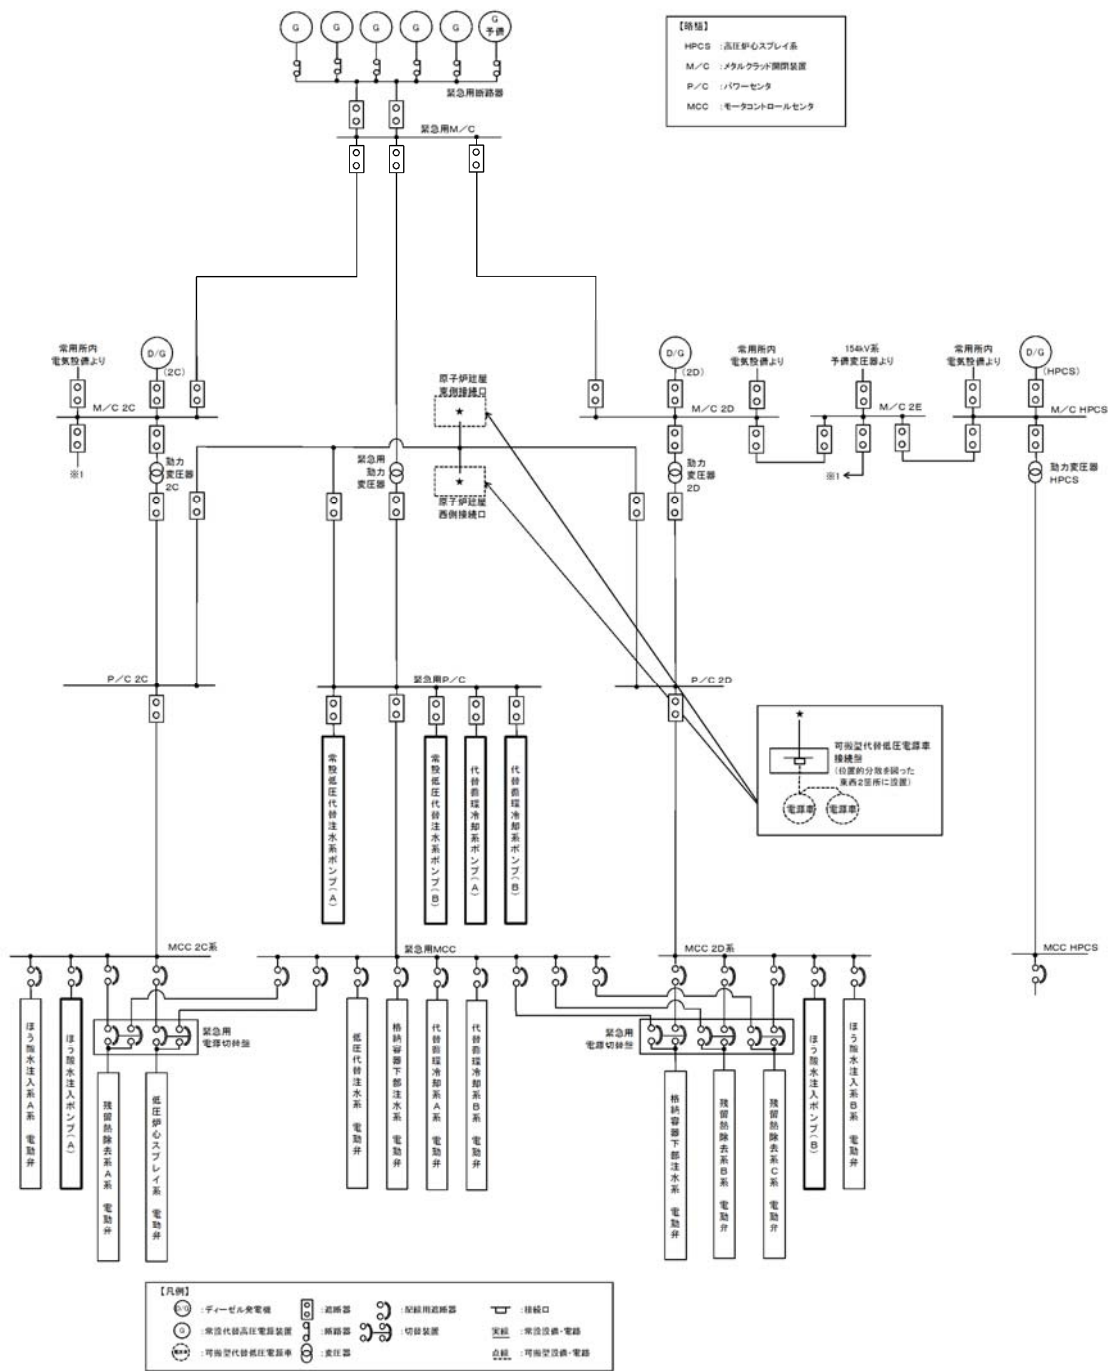 G
G
G
G
G
G
予備
緊急用断路器
【略語】
HPCS :高圧炉心スプレイ系
M/C :メタルクラッド開閉装置
P/C :パワーセンタ
MCC :モータコントロールセンタ
緊急用M/C
常用所内
電気設備より
D/G
(2C)
M/C 2C
※1
動力
変圧器
2C
原子炉建屋
東側接続口
★
★
原子炉建屋
西側接続口
緊急用
動力
変圧器
D/G
(2D)
M/C 2D
動力
変圧器
2D
常用所内
電気設備より
154kV系
予備変圧器より
M/C 2E
※1
常用所内
電気設備より
D/G
(HPCS)
M/C HPCS
動力変圧器
HPCS
P/C 2C
緊急用P/C
P/C 2D
常設低圧代替注水系ポンプ(A)
常設低圧代替注水系ポンプ(B)
代替循環冷却系ポンプ(A)
代替循環冷却系ポンプ(B)
★
可搬型代替低圧電源車
接続盤
(位置的分散を図った
東西2箇所に設置)
電源車
電源車
MCC 2C系
緊急用MCC
MCC 2D系
MCC HPCS
緊急用
電源切替盤
緊急用
電源切替盤
ほう酸水注入系A系 電動弁
ほう酸水注入ポンプ(A)
残留熱除去系A系 電動弁
低圧炉心スプレイ系 電動弁
低圧代替注水系 電動弁
格納容器下部注水系 電動弁
代替循環冷却系A系 電動弁
代替循環冷却系B系 電動弁
格納容器下部注水系 電動弁
残留熱除去系B系 電動弁
残留熱除去系C系 電動弁
ほう酸水注入ポンプ(B)
ほう酸水注入系B系 電動弁
【凡例】
D/G :ディーゼル発電機
:遮断器
:配線用遮断器
:接続口
G :常設代替高圧電源装置
:断路器
:切替装置
実線 :常設設備・電路
:可搬型代替低圧電源車
:変圧器
点線 :可搬型設備・電路